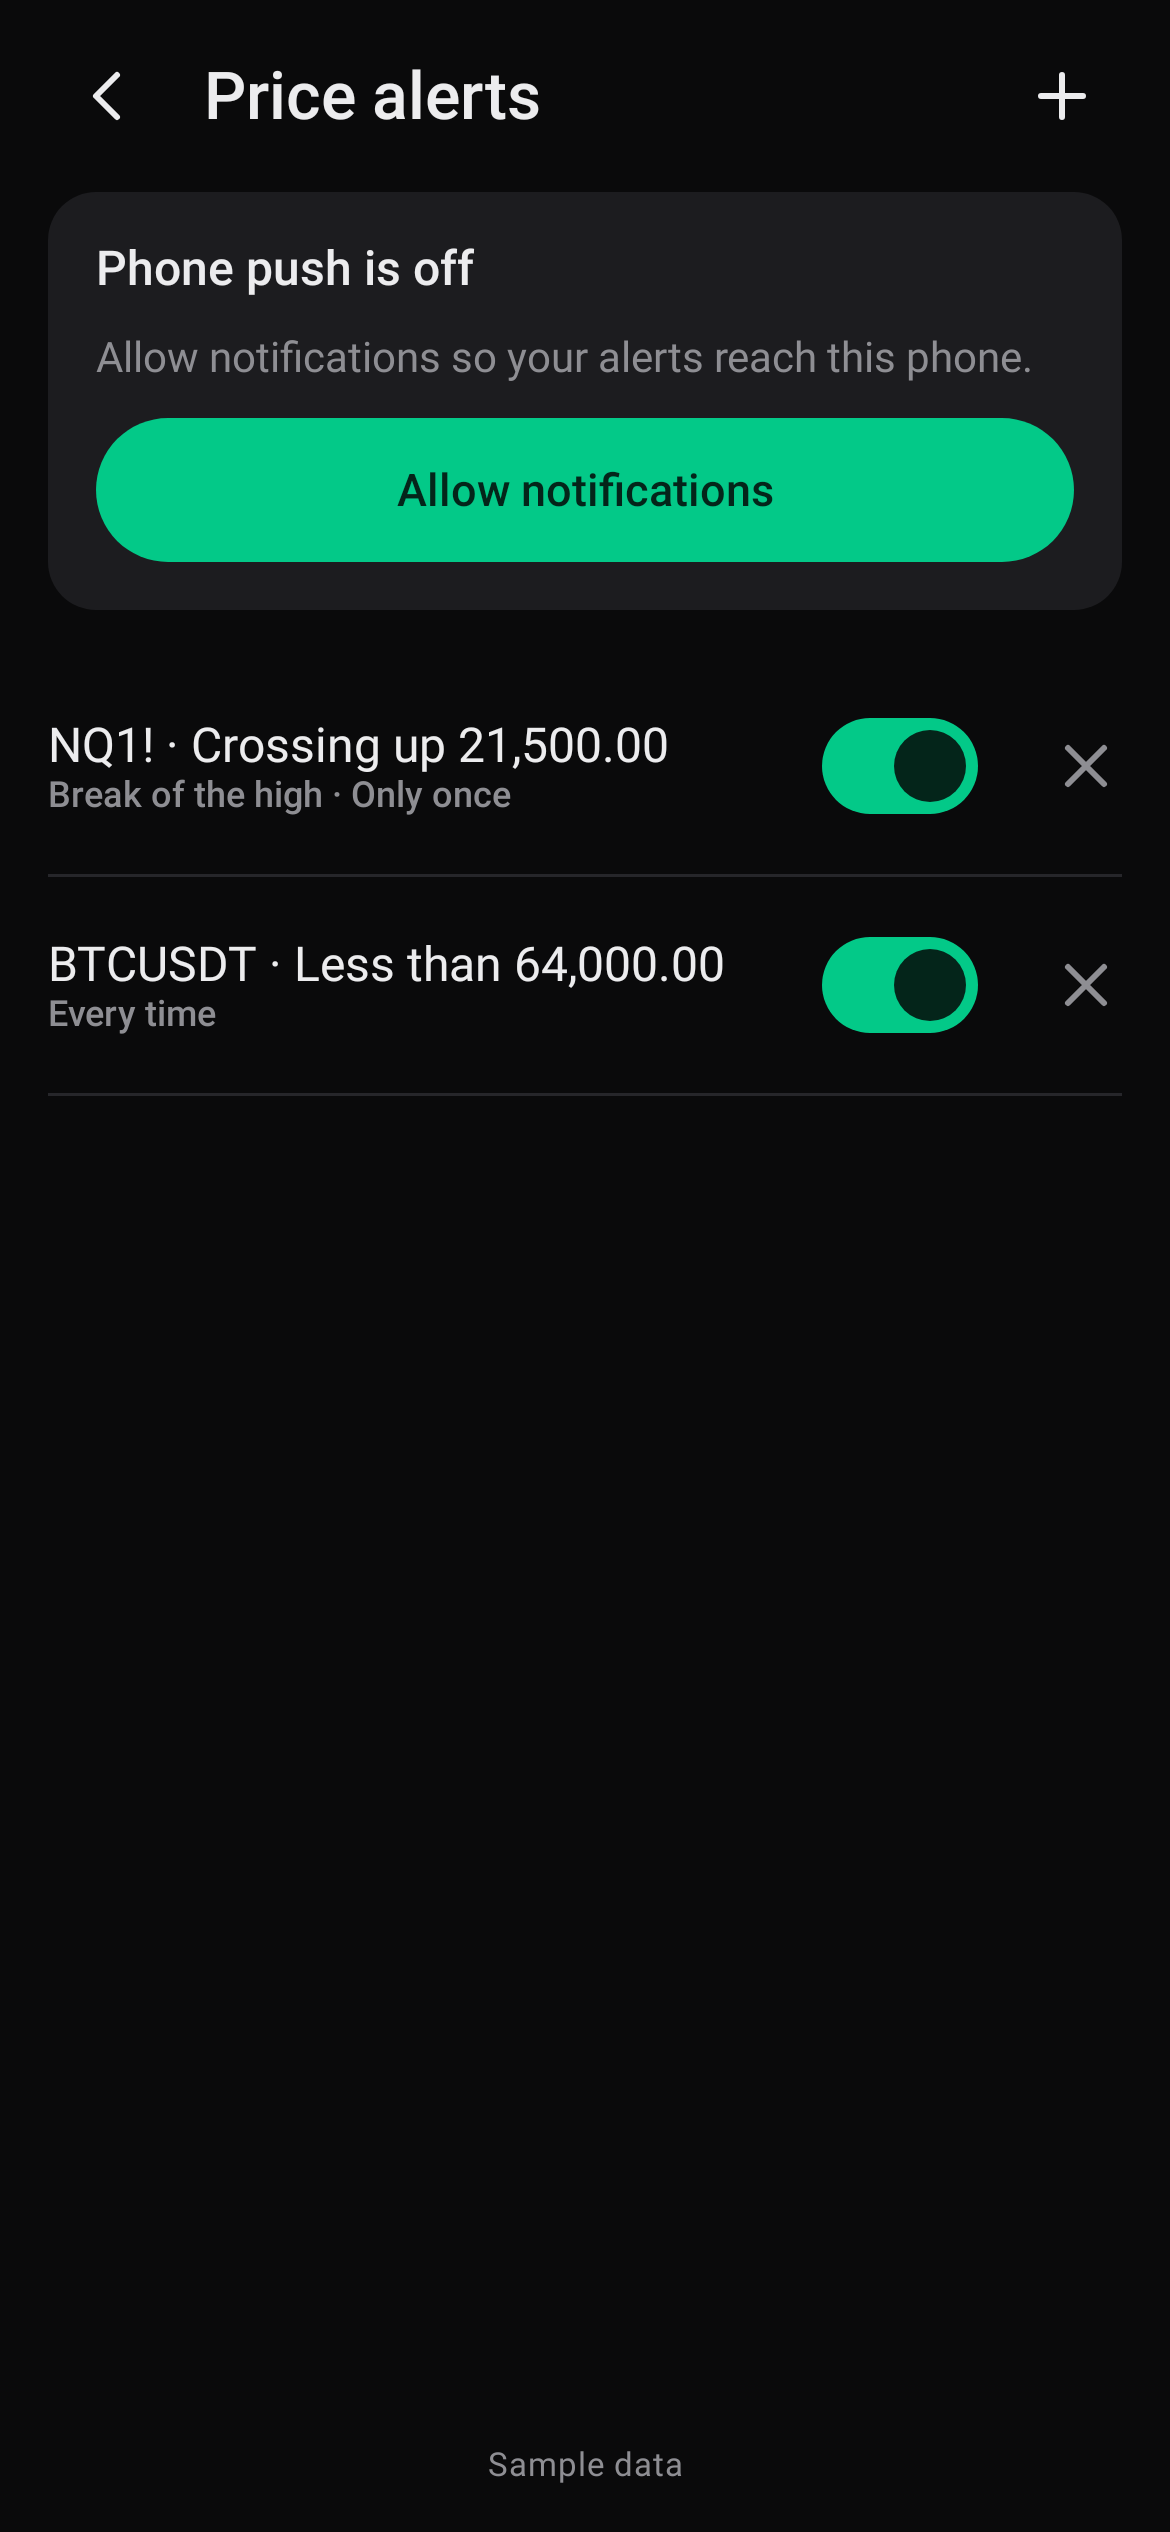 Price alerts
Phone push is off
Allow notifications so your alerts reach this phone.
Allow notifications
NQ1! · Crossing up 21,500.00
Break of the high · Only once
BTCUSDT · Less than 64,000.00
Every time
Sample data